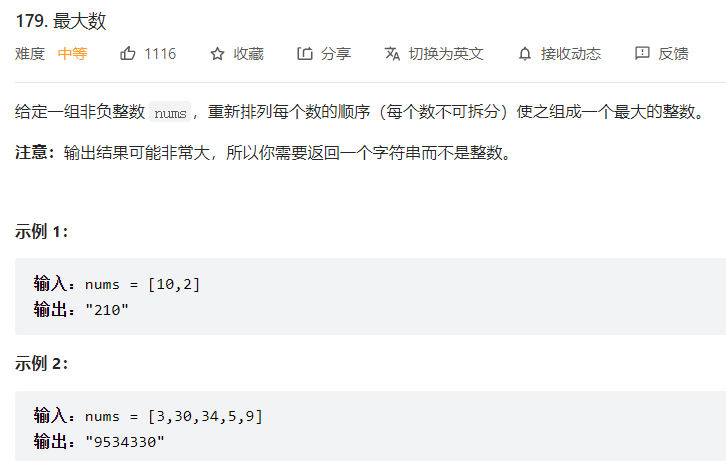 179. 最大数
难度 中等 1116 收藏 分享 切换为英文 接收动态 反馈
给定一组非负整数 nums，重新排列每个数的顺序（每个数不可拆分）使之组成一个最大的整数。
注意：输出结果可能非常大，所以你需要返回一个字符串而不是整数。
示例 1：
输入：nums = [10,2]
输出："210"
示例 2：
输入：nums = [3,30,34,5,9]
输出："9534330"